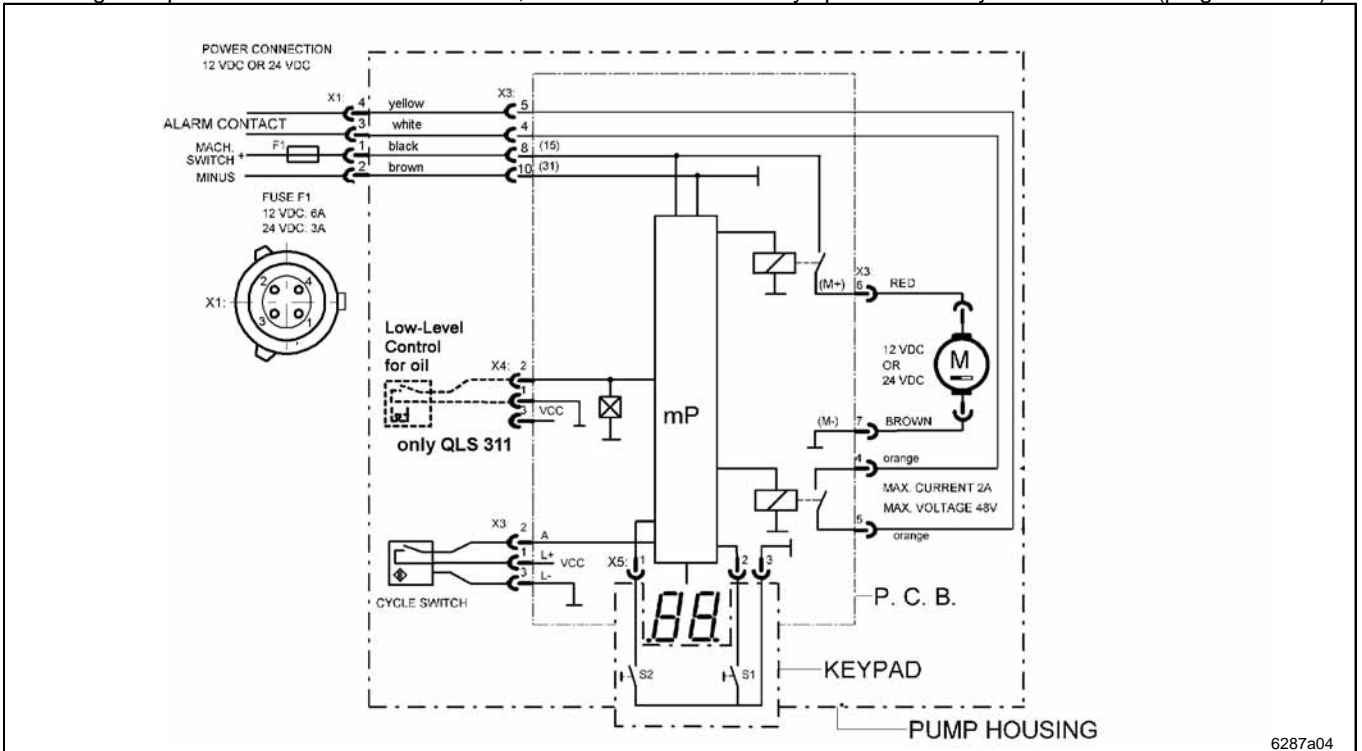 POWER CONNECTION
12 VDC OR 24 VDC
X1: 4 yellow X3: 5
ALARM CONTACT 3 white 4
MACH. SWITCH + F1 1 black 8 (15)
MINUS 2 brown 10 (31)
FUSE F1
12 VDC: 6A
24 VDC: 3A
X1: 2 4
3 1
Low-Level
Control
for oil
only QLS 311
X4: 2
1
3 VCC
mP
X3:
(M+) 6 RED
12 VDC
OR
24 VDC
M
(M-) 7 BROWN
4 orange
MAX. CURRENT 2A
MAX. VOLTAGE 48V
5
orange
X3 2 A
1 L+ VCC
3 L-
CYCLE SWITCH
X5: 1 2 3
88
S2 S1
P. C. B.
KEYPAD
PUMP HOUSING
6287a04